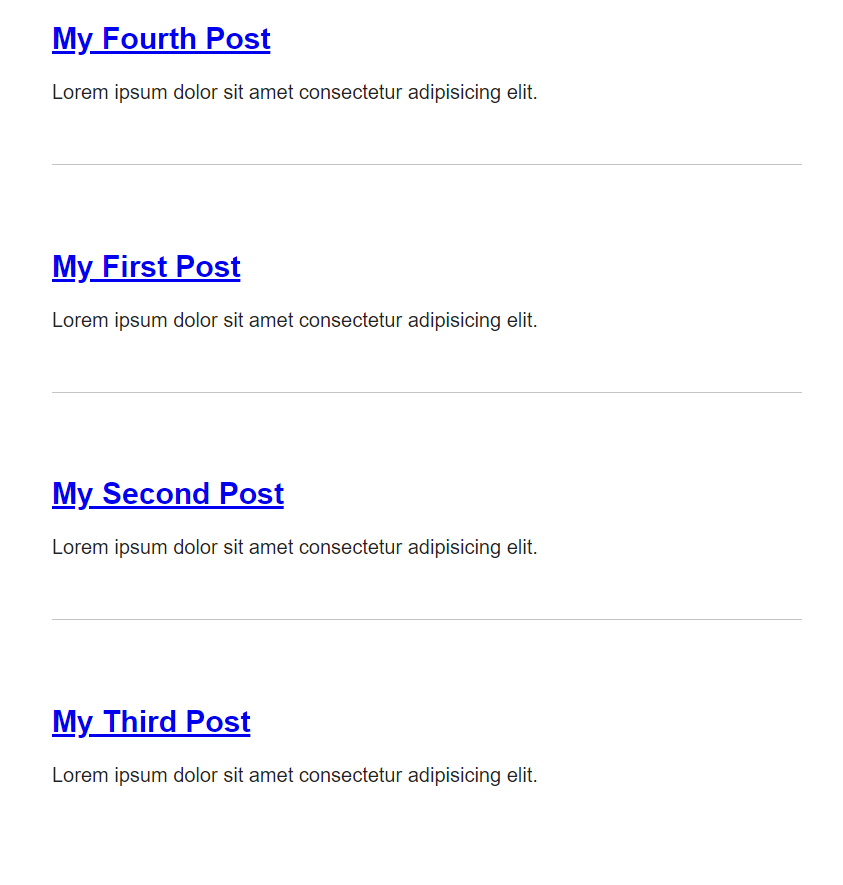 My Fourth Post
Lorem ipsum dolor sit amet consectetur adipisicing elit.
My First Post
Lorem ipsum dolor sit amet consectetur adipisicing elit.
My Second Post
Lorem ipsum dolor sit amet consectetur adipisicing elit.
My Third Post
Lorem ipsum dolor sit amet consectetur adipisicing elit.